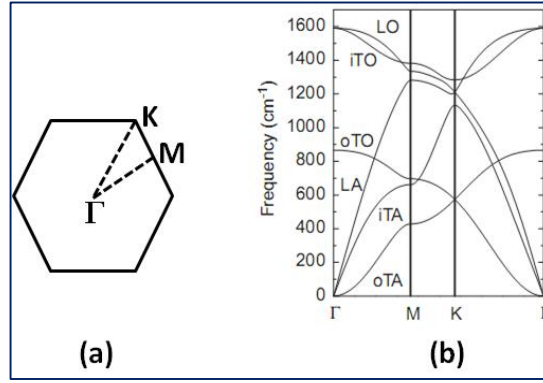 K
M
Γ
(a)
1600
1400
1200
1000
800
600
400
200
0
Frequency (cm⁻¹)
LO
iTO
oTO
LA
iTA
oTA
Γ
M
K
(b)